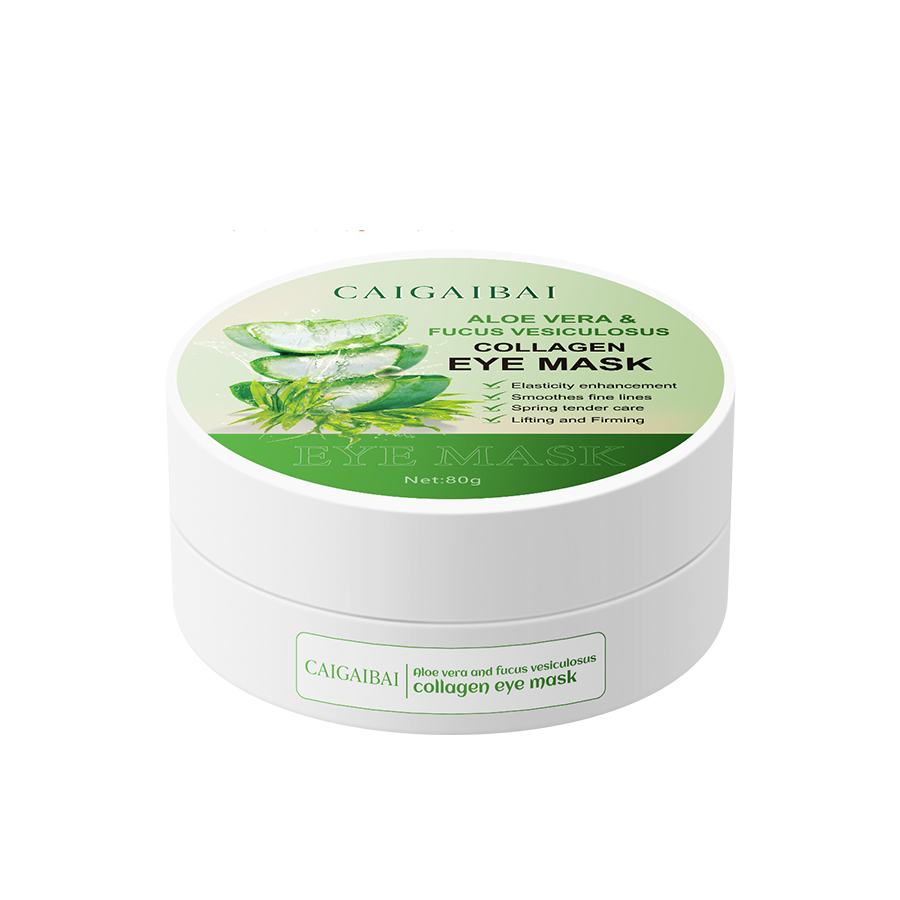 CAIGAIBAI
ALOE VERA &
FUCUS VESICULOSUS
COLLAGEN
EYE MASK
Elasticity enhancement
Smoothes fine lines
Spring tender care
Lifting and Firming
EYE MASK
Net:80g
CAIGAIBAI
Aloe vera and fucus vesiculosus
collagen eye mask